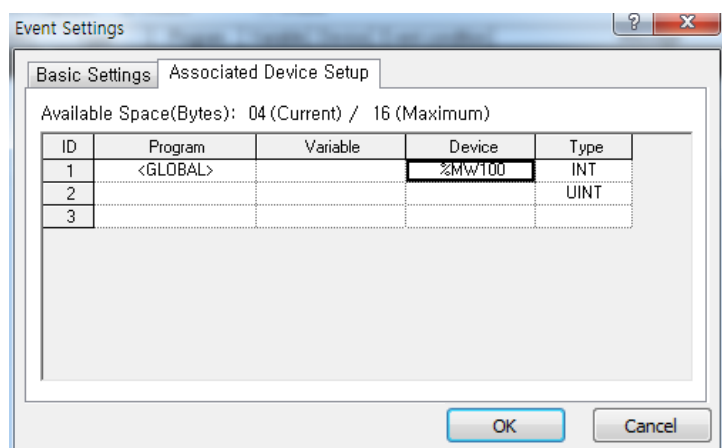 Event Settings
Basic Settings Associated Device Setup
Available Space(Bytes): 04 (Current) / 16 (Maximum)
ID Program Variable Device Type
1 <GLOBAL> %MW100 INT
2 UINT
3
OK Cancel